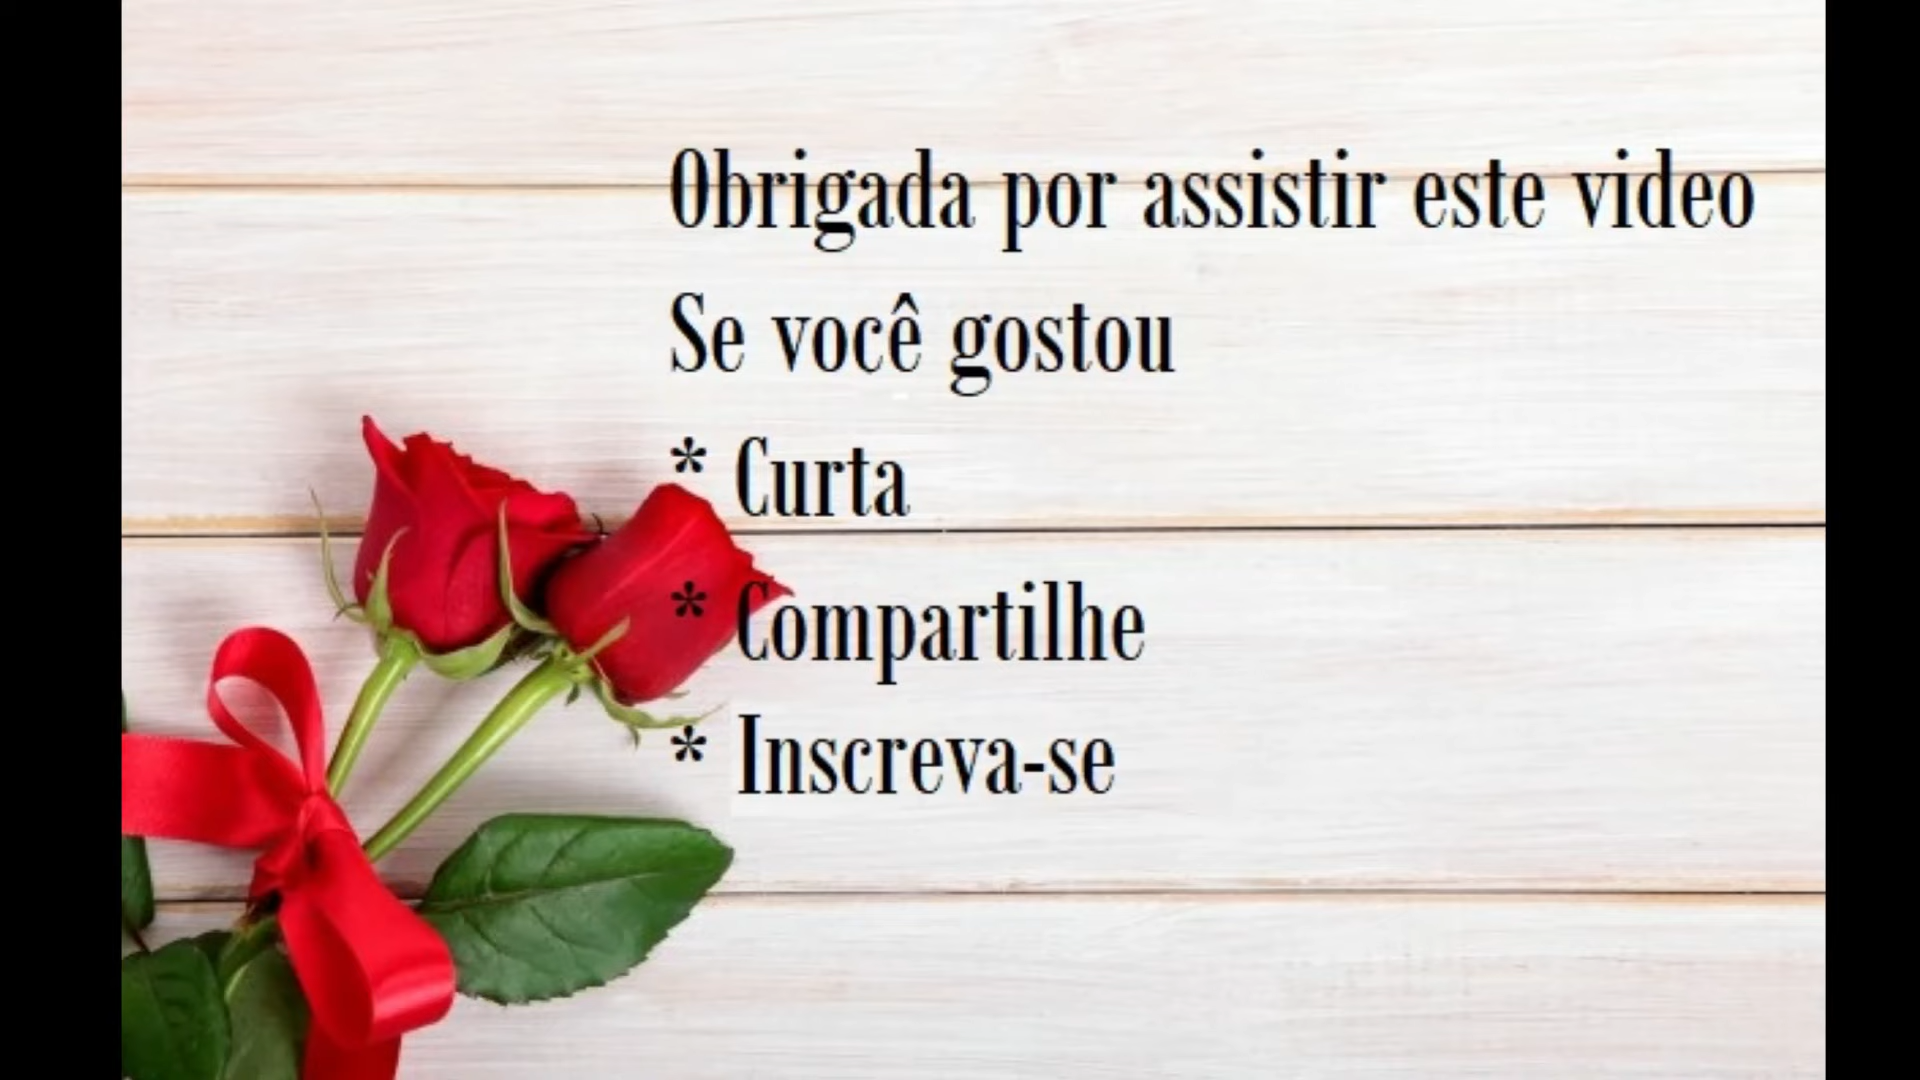 Obrigada por assistir este video
Se você gostou
* Curta
* Compartilhe
* Inscreva-se